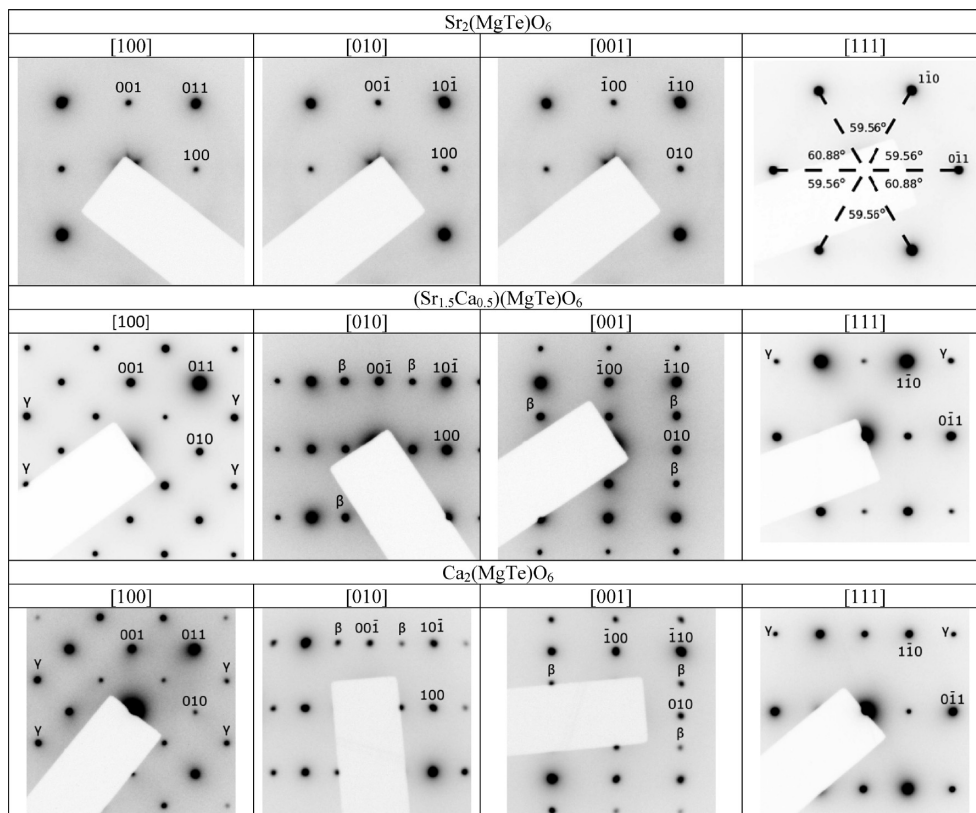 Sr₂(MgTe)O₆
[100] [010] [001] [111]
001 011 001̄ 101̄ 1̄00 1̄10 11̄0
59.56°
60.88° 59.56°
100 100 010 01̄1
59.56° 60.88°
59.56°
(Sr₁.₅Ca₀.₅)(MgTe)O₆
[100] [010] [001] [111]
001 011 β 001̄ β 101̄ 1̄00 1̄10 γ γ
11̄0
γ γ β β
010 100 010 01̄1
γ γ β β
Ca₂(MgTe)O₆
[100] [010] [001] [111]
001 011 β 001̄ β 101̄ 1̄00 1̄10 γ γ
11̄0
γ γ β β
010 100 010 01̄1
γ γ β